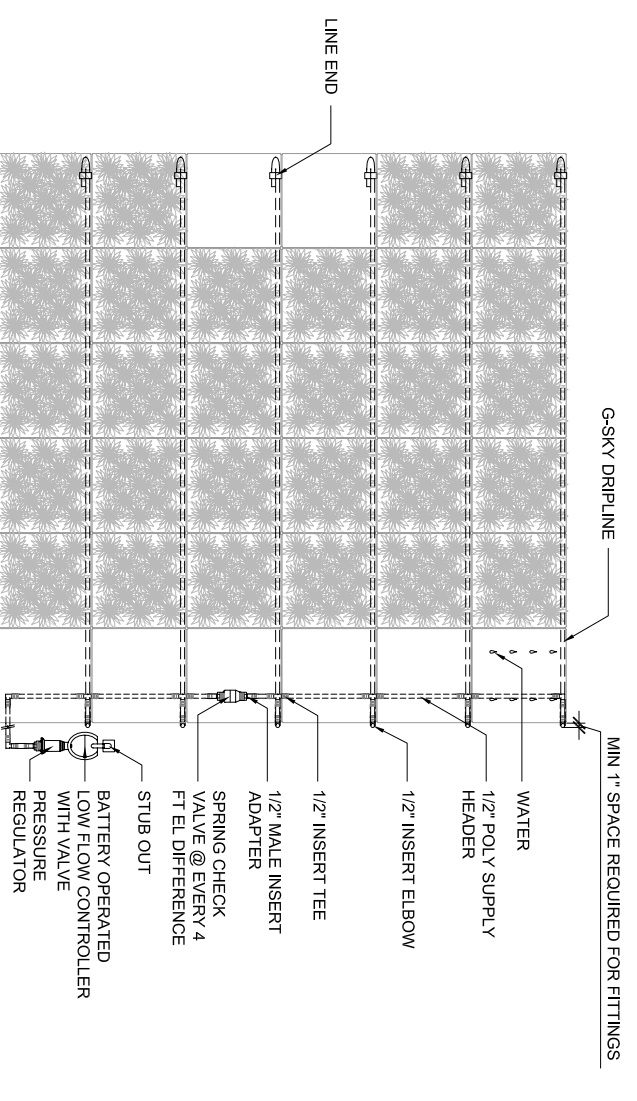 LINE END
G-SKY DRIPLINE
MIN 1" SPACE REQUIRED FOR FITTINGS
WATER
1/2" POLY SUPPLY
HEADER
1/2" INSERT ELBOW
1/2" INSERT TEE
1/2" MALE INSERT
ADAPTER
SPRING CHECK
VALVE @ EVERY 4
FT EL DIFFERENCE
STUB OUT
BATTERY OPERATED
LOW FLOW CONTROLLER
WITH VALVE
PRESSURE
REGULATOR